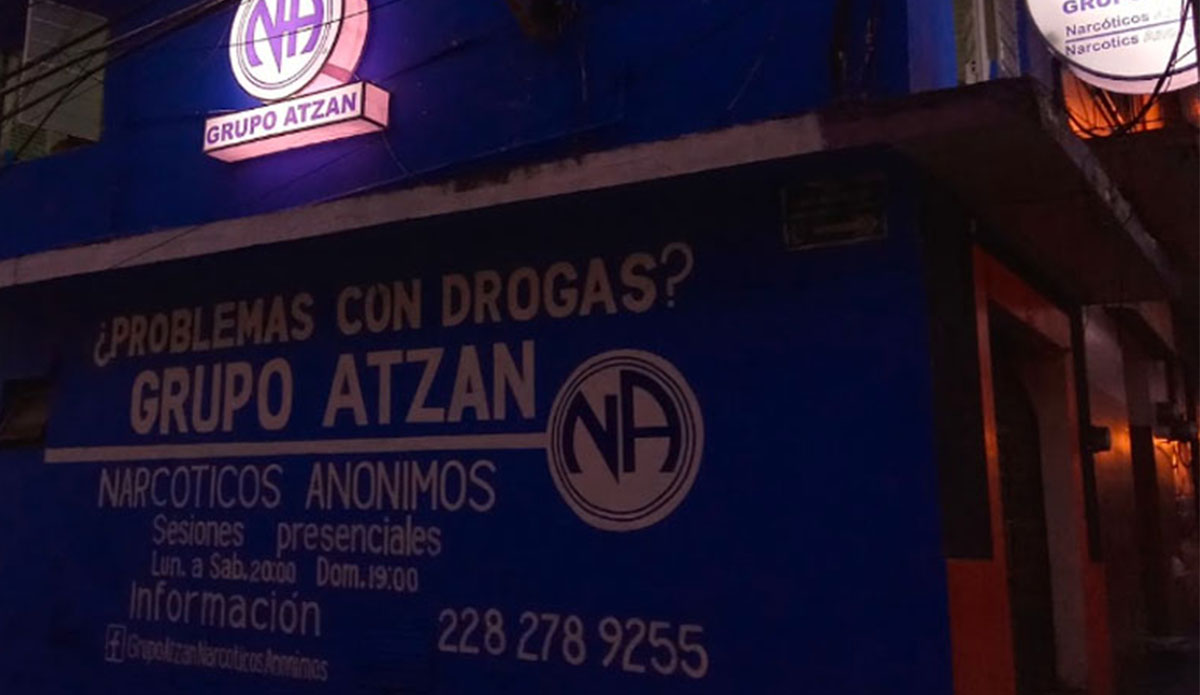 NA
GRUPO ATZAN
GRUPO
Narcóticos
Narcotics
¿PROBLEMAS CON DROGAS?
GRUPO ATZAN
NA
NARCOTICOS ANONIMOS
Sesiones presenciales
Lun. a Sab. 20:00 Dom. 19:00
Información
f GrupoAtzanNarcoticosAnonimos
228 278 9255